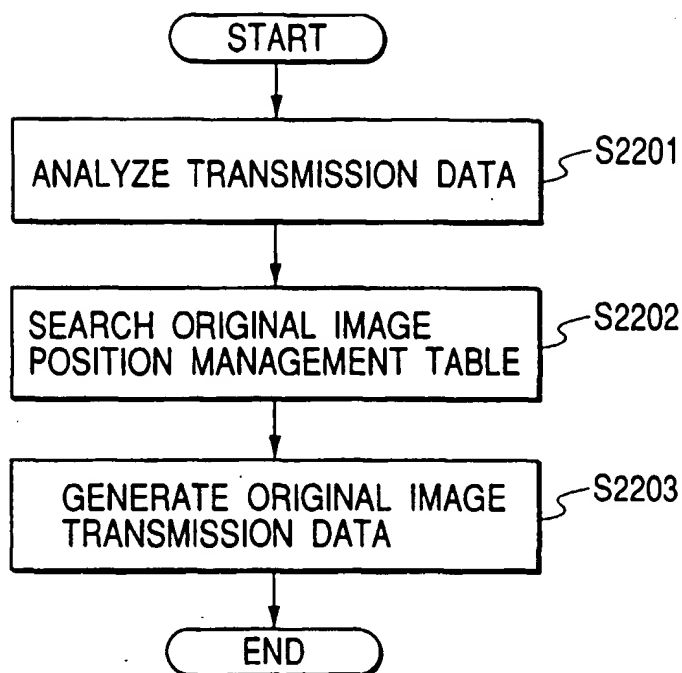 START
ANALYZE TRANSMISSION DATA
S2201
SEARCH ORIGINAL IMAGE
POSITION MANAGEMENT TABLE
S2202
GENERATE ORIGINAL IMAGE
TRANSMISSION DATA
S2203
END